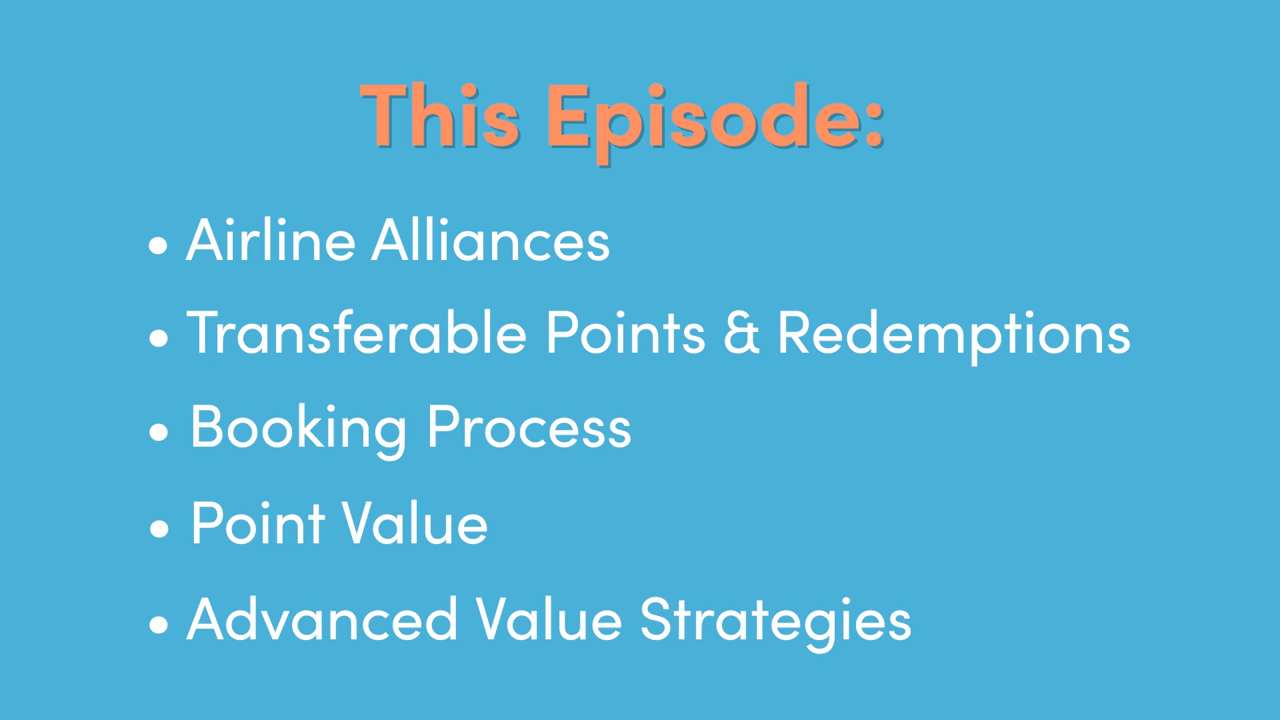 This Episode:
• Airline Alliances
• Transferable Points & Redemptions
• Booking Process
• Point Value
• Advanced Value Strategies